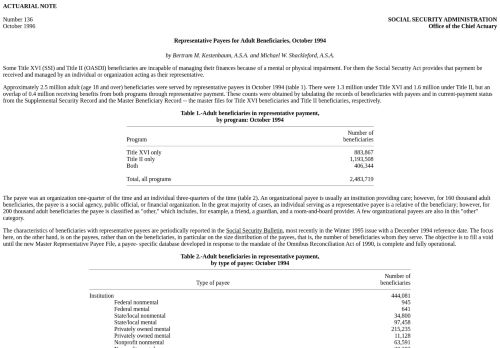 ACTUARIAL NOTE
Number 136
October 1996
SOCIAL SECURITY ADMINISTRATION
Office of the Chief Actuary
Representative Payees for Adult Beneficiaries, October 1994
by Bertram M. Kestenbaum, A.S.A. and Michael W. Shackleford, A.S.A.
Some Title XVI (SSI) and Title II (OASDI) beneficiaries are incapable of managing their finances because of a mental or physical impairment. For them the Social Security Act provides that payment be
received and managed by an individual or organization acting as their representative.
Approximately 2.5 million adult (age 18 and over) beneficiaries were served by representative payees in October 1994 (table 1). There were 1.3 million under Title XVI and 1.6 million under Title II, but an
overlap of 0.4 million receiving benefits from both programs through representative payment. These counts were obtained by tabulating the records of beneficiaries with payees and in current-payment status
from the Supplemental Security Record and the Master Beneficiary Record -- the master files for Title XVI beneficiaries and Title II beneficiaries, respectively.
Table 1.-Adult beneficiaries in representative payment,
by program: October 1994
Program
Number of
beneficiaries
Title XVI only 883,867
Title II only 1,193,508
Both 406,344
Total, all programs 2,483,719
The payee was an organization one-quarter of the time and an individual three-quarters of the time (table 2). An organizational payee is usually an institution providing care; however, for 160 thousand adult
beneficiaries, the payee is a social agency, public official, or financial organization. In the great majority of cases, an individual serving as a representative payee is a relative of the beneficiary; however, for
200 thousand adult beneficiaries the payee is classified as "other," which includes, for example, a friend, a guardian, and a room-and-board provider. A few organizational payees are also in this "other"
category.
The characteristics of beneficiaries with representative payees are periodically reported in the Social Security Bulletin, most recently in the Winter 1995 issue with a December 1994 reference date. The focus
here, on the other hand, is on the payees, rather than on the beneficiaries, in particular on the size distribution of the payees, that is, the number of beneficiaries whom they serve. The objective is to fill a void
until the new Master Representative Payee File, a payee- specific database developed in response to the mandate of the Omnibus Reconciliation Act of 1990, is complete and fully operational.
Table 2.-Adult beneficiaries in representative payment,
by type of payee: October 1994
Type of payee
Number of
beneficiaries
Institution 444,081
Federal nonmental 945
Federal mental 641
State/local nonmental 34,800
State/local mental 97,458
Privately owned mental 215,235
Privately owned mental 11,128
Nonprofit nonmental 63,591